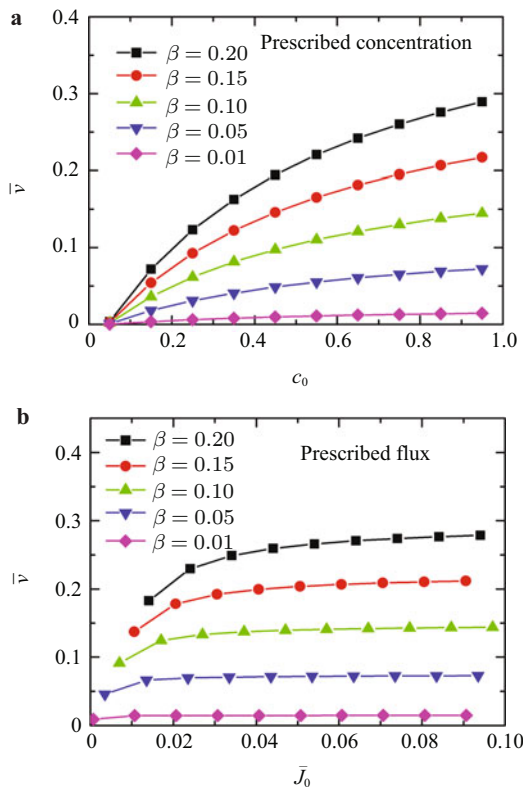 a
0.4
0.3
0.2
0.1
0
v̄
Prescribed concentration
β = 0.20
β = 0.15
β = 0.10
β = 0.05
β = 0.01
0 0.2 0.4 0.6 0.8 1.0
c₀
b
0.4
0.3
0.2
0.1
0
v̄
Prescribed flux
β = 0.20
β = 0.15
β = 0.10
β = 0.05
β = 0.01
0 0.02 0.04 0.06 0.08 0.10
J̄₀